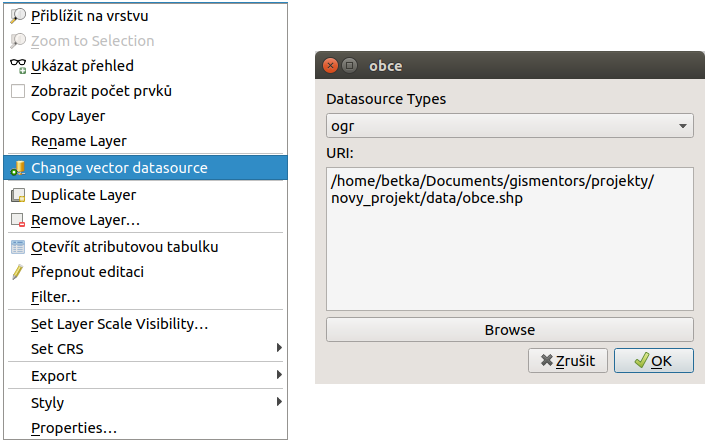 Přiblížit na vrstvu
Zoom to Selection
Ukázat přehled
Zobrazit počet prvků
Copy Layer
Rename Layer
Change vector datasource
Duplicate Layer
Remove Layer…
Otevřít atributovou tabulku
Přepnout editaci
Filter…
Set Layer Scale Visibility…
Set CRS
Export
Styly
Properties…
obce
Datasource Types
ogr
URI:
/home/betka/Documents/gismentors/projekty/
novy_projekt/data/obce.shp
Browse
Zrušit
OK